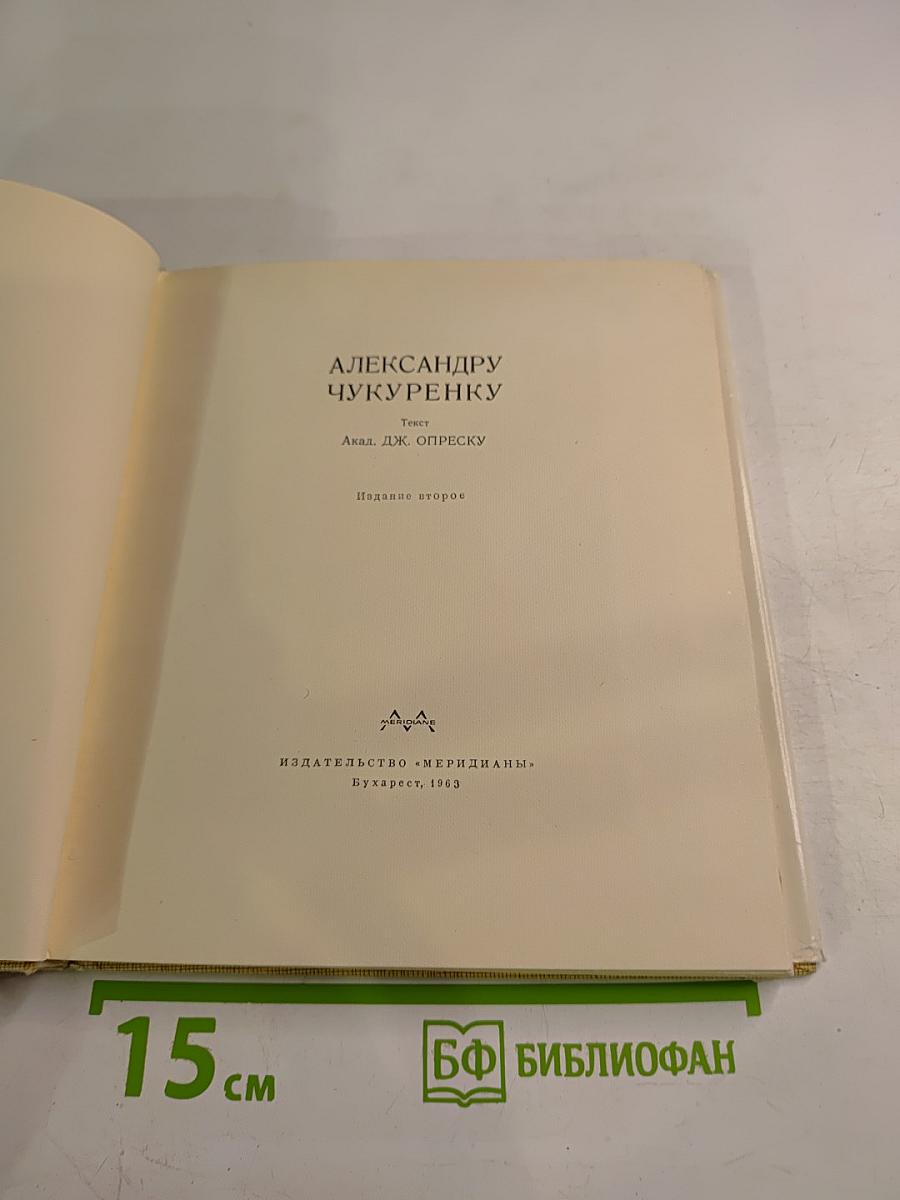 АЛЕКСАНДРУ
ЧУКУРЕНКУ
Текст
Акад. ДЖ. ОПРЕСКУ
Издание второе
MERIDIANE
ИЗДАТЕЛЬСТВО «МЕРИДИАНЫ»
Бухарест, 1963
15 см
БФ БИБЛИОФАН